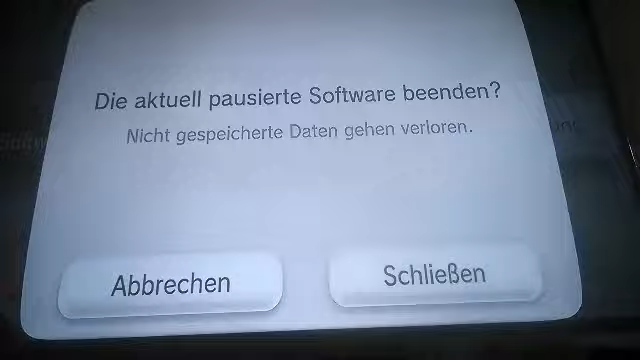 Die aktuell pausierte Software beenden?
Nicht gespeicherte Daten gehen verloren.
Abbrechen
Schließen